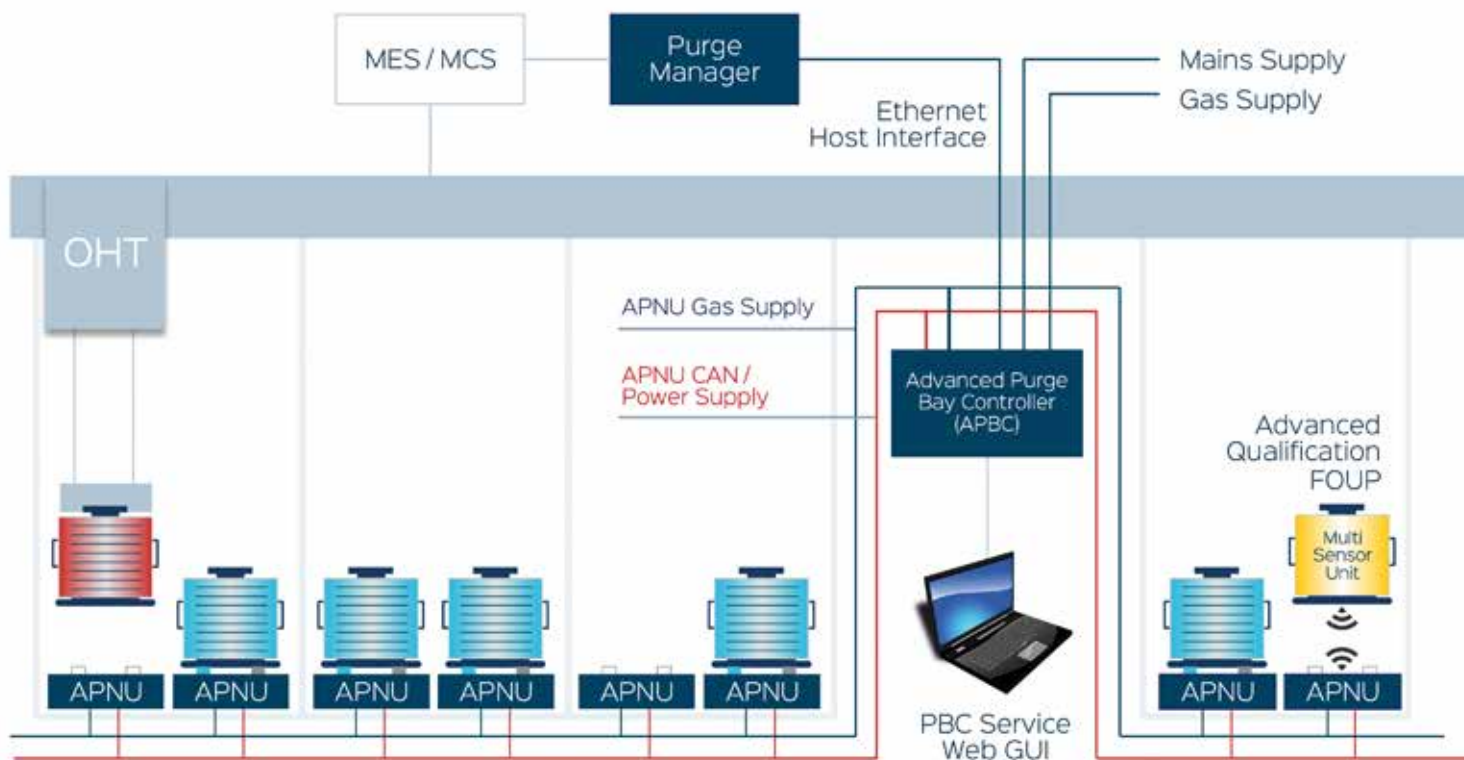 MES / MCS
Purge
Manager
Mains Supply
Gas Supply
Ethernet
Host Interface
OHT
APNU Gas Supply
APNU CAN /
Power Supply
Advanced Purge
Bay Controller
(APBC)
Advanced
Qualification
FOUP
Multi
Sensor
Unit
APNU
APNU
APNU
APNU
APNU
APNU
APNU
APNU
PBC Service
Web GUI